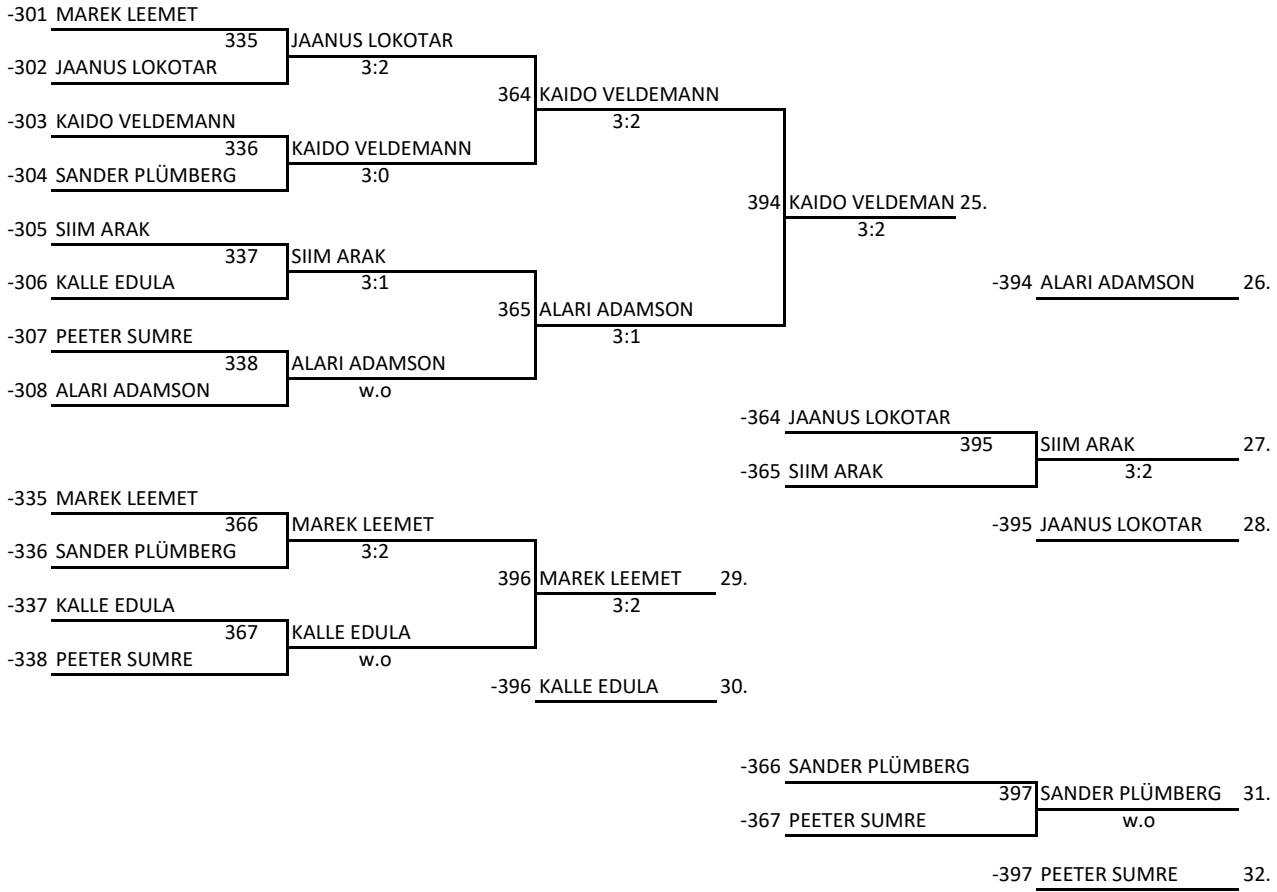 -301 MAREK LEEMET
335 JAANUS LOKOTAR
-302 JAANUS LOKOTAR 3:2
364 KAIDO VELDEMANN
-303 KAIDO VELDEMANN 3:2
336 KAIDO VELDEMANN
-304 SANDER PLÜMBERG 3:0
394 KAIDO VELDEMAN 25.
-305 SIIM ARAK 3:2
337 SIIM ARAK
-306 KALLE EDULA 3:1 -394 ALARI ADAMSON 26.
365 ALARI ADAMSON
-307 PEETER SUMRE 3:1
338 ALARI ADAMSON
-308 ALARI ADAMSON w.o
-364 JAANUS LOKOTAR
395 SIIM ARAK 27.
-365 SIIM ARAK 3:2
-335 MAREK LEEMET
366 MAREK LEEMET -395 JAANUS LOKOTAR 28.
-336 SANDER PLÜMBERG 3:2
396 MAREK LEEMET 29.
-337 KALLE EDULA 3:2
367 KALLE EDULA
-338 PEETER SUMRE w.o
-396 KALLE EDULA 30.
-366 SANDER PLÜMBERG
397 SANDER PLÜMBERG 31.
-367 PEETER SUMRE w.o
-397 PEETER SUMRE 32.